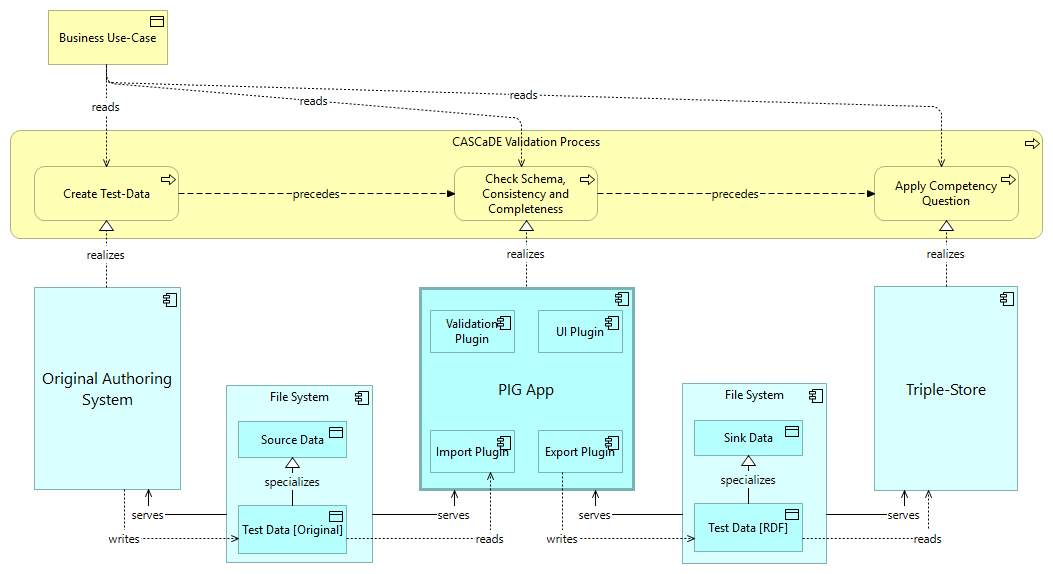 Business Use-Case
reads
reads
reads
CASCaDE Validation Process
Create Test-Data
precedes
Check Schema,
Consistency and
Completeness
precedes
Apply Competency
Question
realizes
realizes
realizes
Original Authoring
System
File System
Source Data
specializes
Test Data [Original]
serves
writes
Validation
Plugin
UI Plugin
PIG App
Import Plugin
Export Plugin
serves
reads
File System
Sink Data
specializes
Test Data [RDF]
serves
writes
Triple-Store
serves
reads